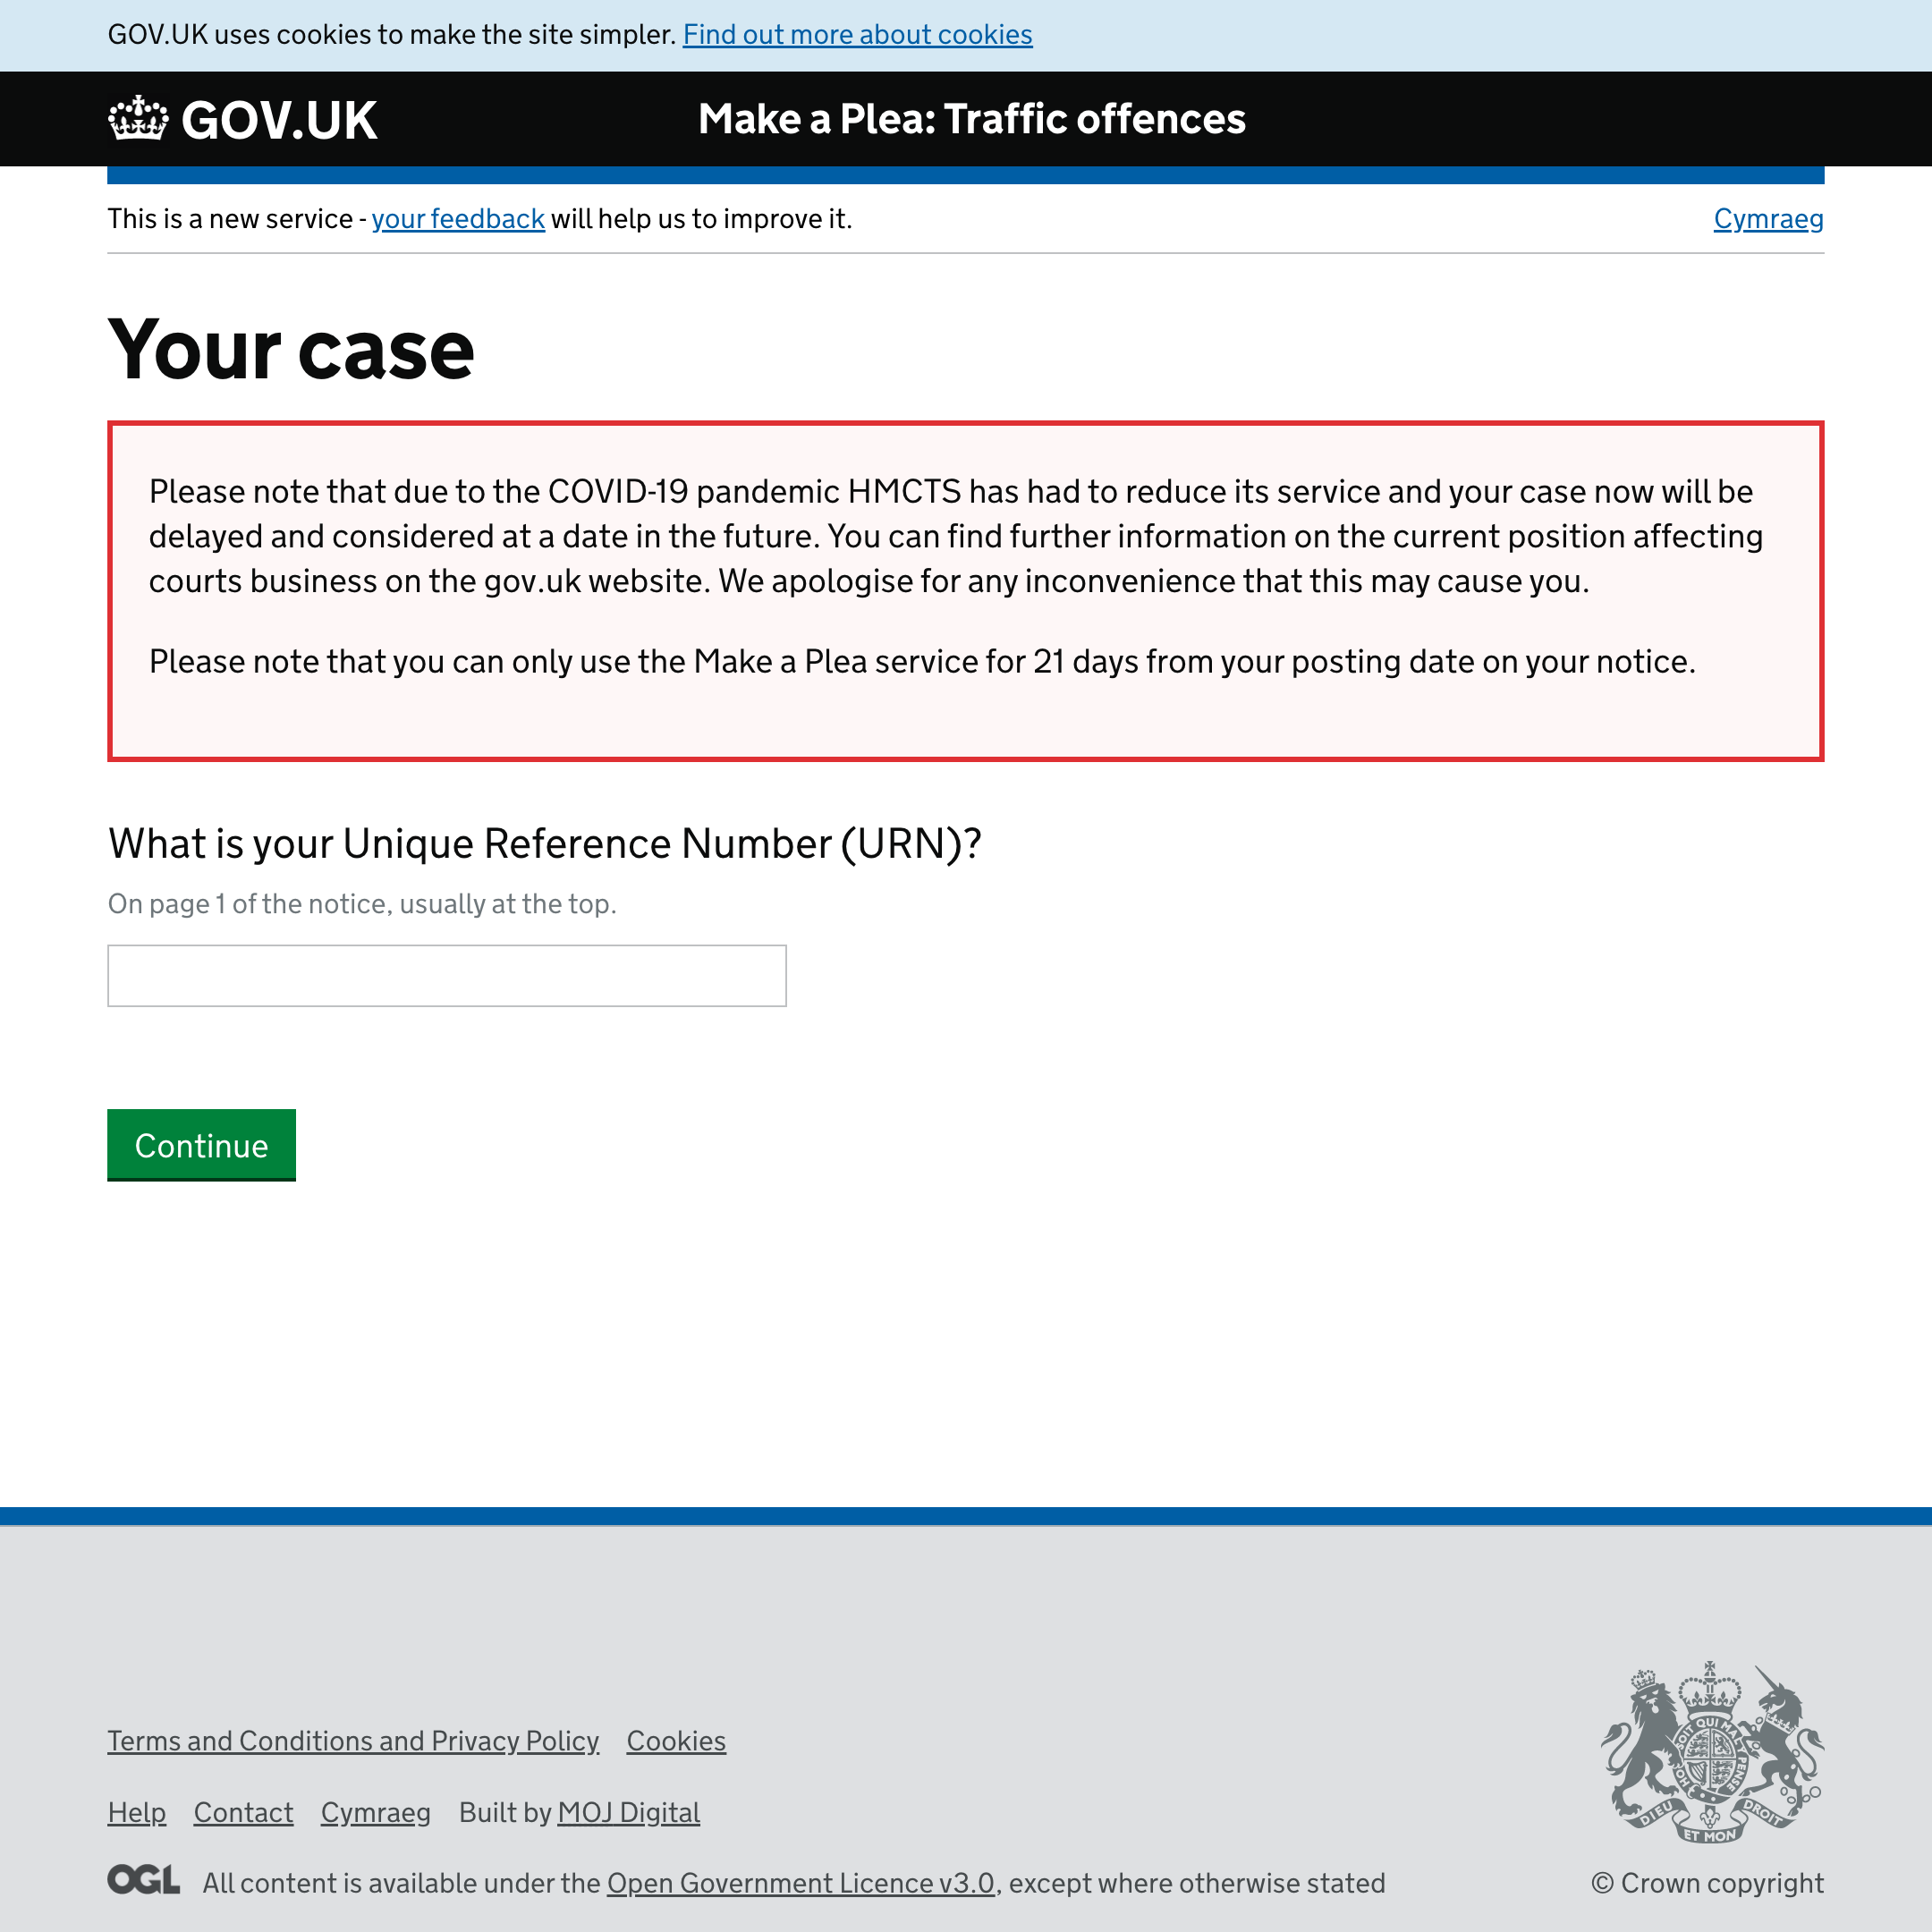 GOV.UK uses cookies to make the site simpler. Find out more about cookies
GOV.UK
Make a Plea: Traffic offences
This is a new service - your feedback will help us to improve it.
Cymraeg
Your case
Please note that due to the COVID-19 pandemic HMCTS has had to reduce its service and your case now will be
delayed and considered at a date in the future. You can find further information on the current position affecting
courts business on the gov.uk website. We apologise for any inconvenience that this may cause you.
Please note that you can only use the Make a Plea service for 21 days from your posting date on your notice.
What is your Unique Reference Number (URN)?
On page 1 of the notice, usually at the top.
Continue
Terms and Conditions and Privacy Policy Cookies
Help Contact Cymraeg Built by MOJ Digital
OGL All content is available under the Open Government Licence v3.0, except where otherwise stated
SOIT QUI MAL Y PENSE
DIEU ET MON DROIT
© Crown copyright